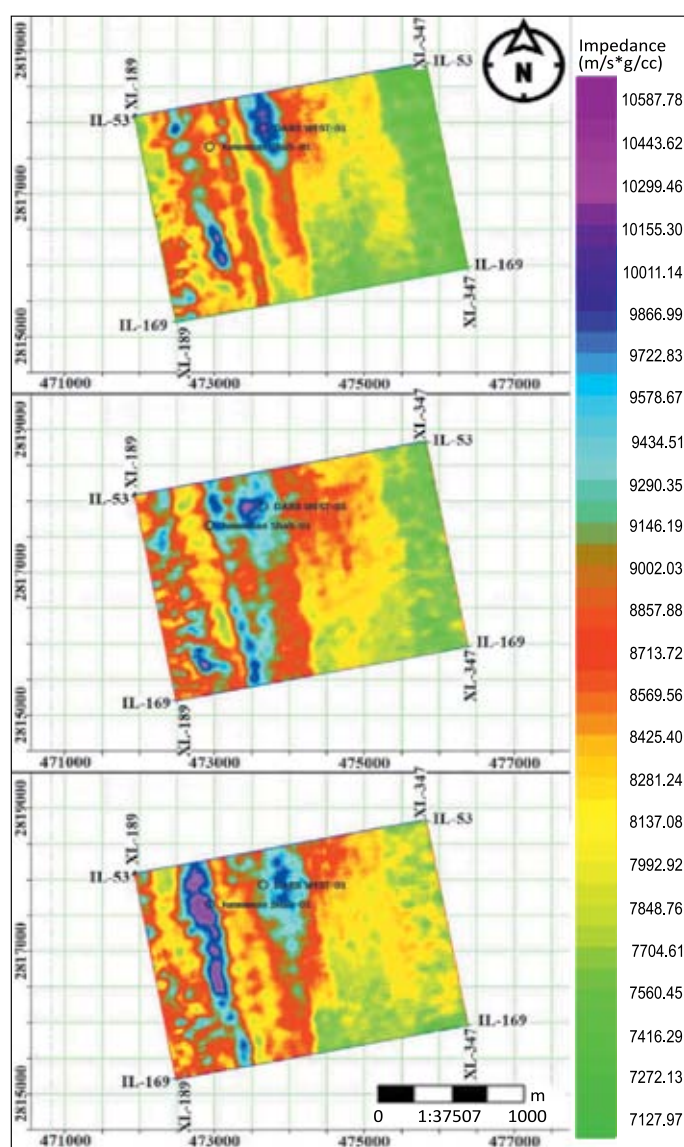 2819000
2817000
2815000
XL-189
XL-347
IL-53
IL-53
N
DARS WEST-01
IL-169
IL-169
XL-347
XL-189
471000
473000
475000
477000
2819000
2817000
2815000
XL-189
XL-347
IL-53
IL-53
DARS WEST-01
IL-169
IL-169
XL-347
XL-189
471000
473000
475000
477000
2819000
2817000
2815000
XL-189
XL-347
IL-53
IL-53
DARS WEST-01
IL-169
IL-169
XL-347
XL-189
m
0
1:37507
1000
471000
473000
475000
477000
Impedance
(m/s*g/cc)
10587.78
10443.62
10299.46
10155.30
10011.14
9866.99
9722.83
9578.67
9434.51
9290.35
9146.19
9002.03
8857.88
8713.72
8569.56
8425.40
8281.24
8137.08
7992.92
7848.76
7704.61
7560.45
7416.29
7272.13
7127.97